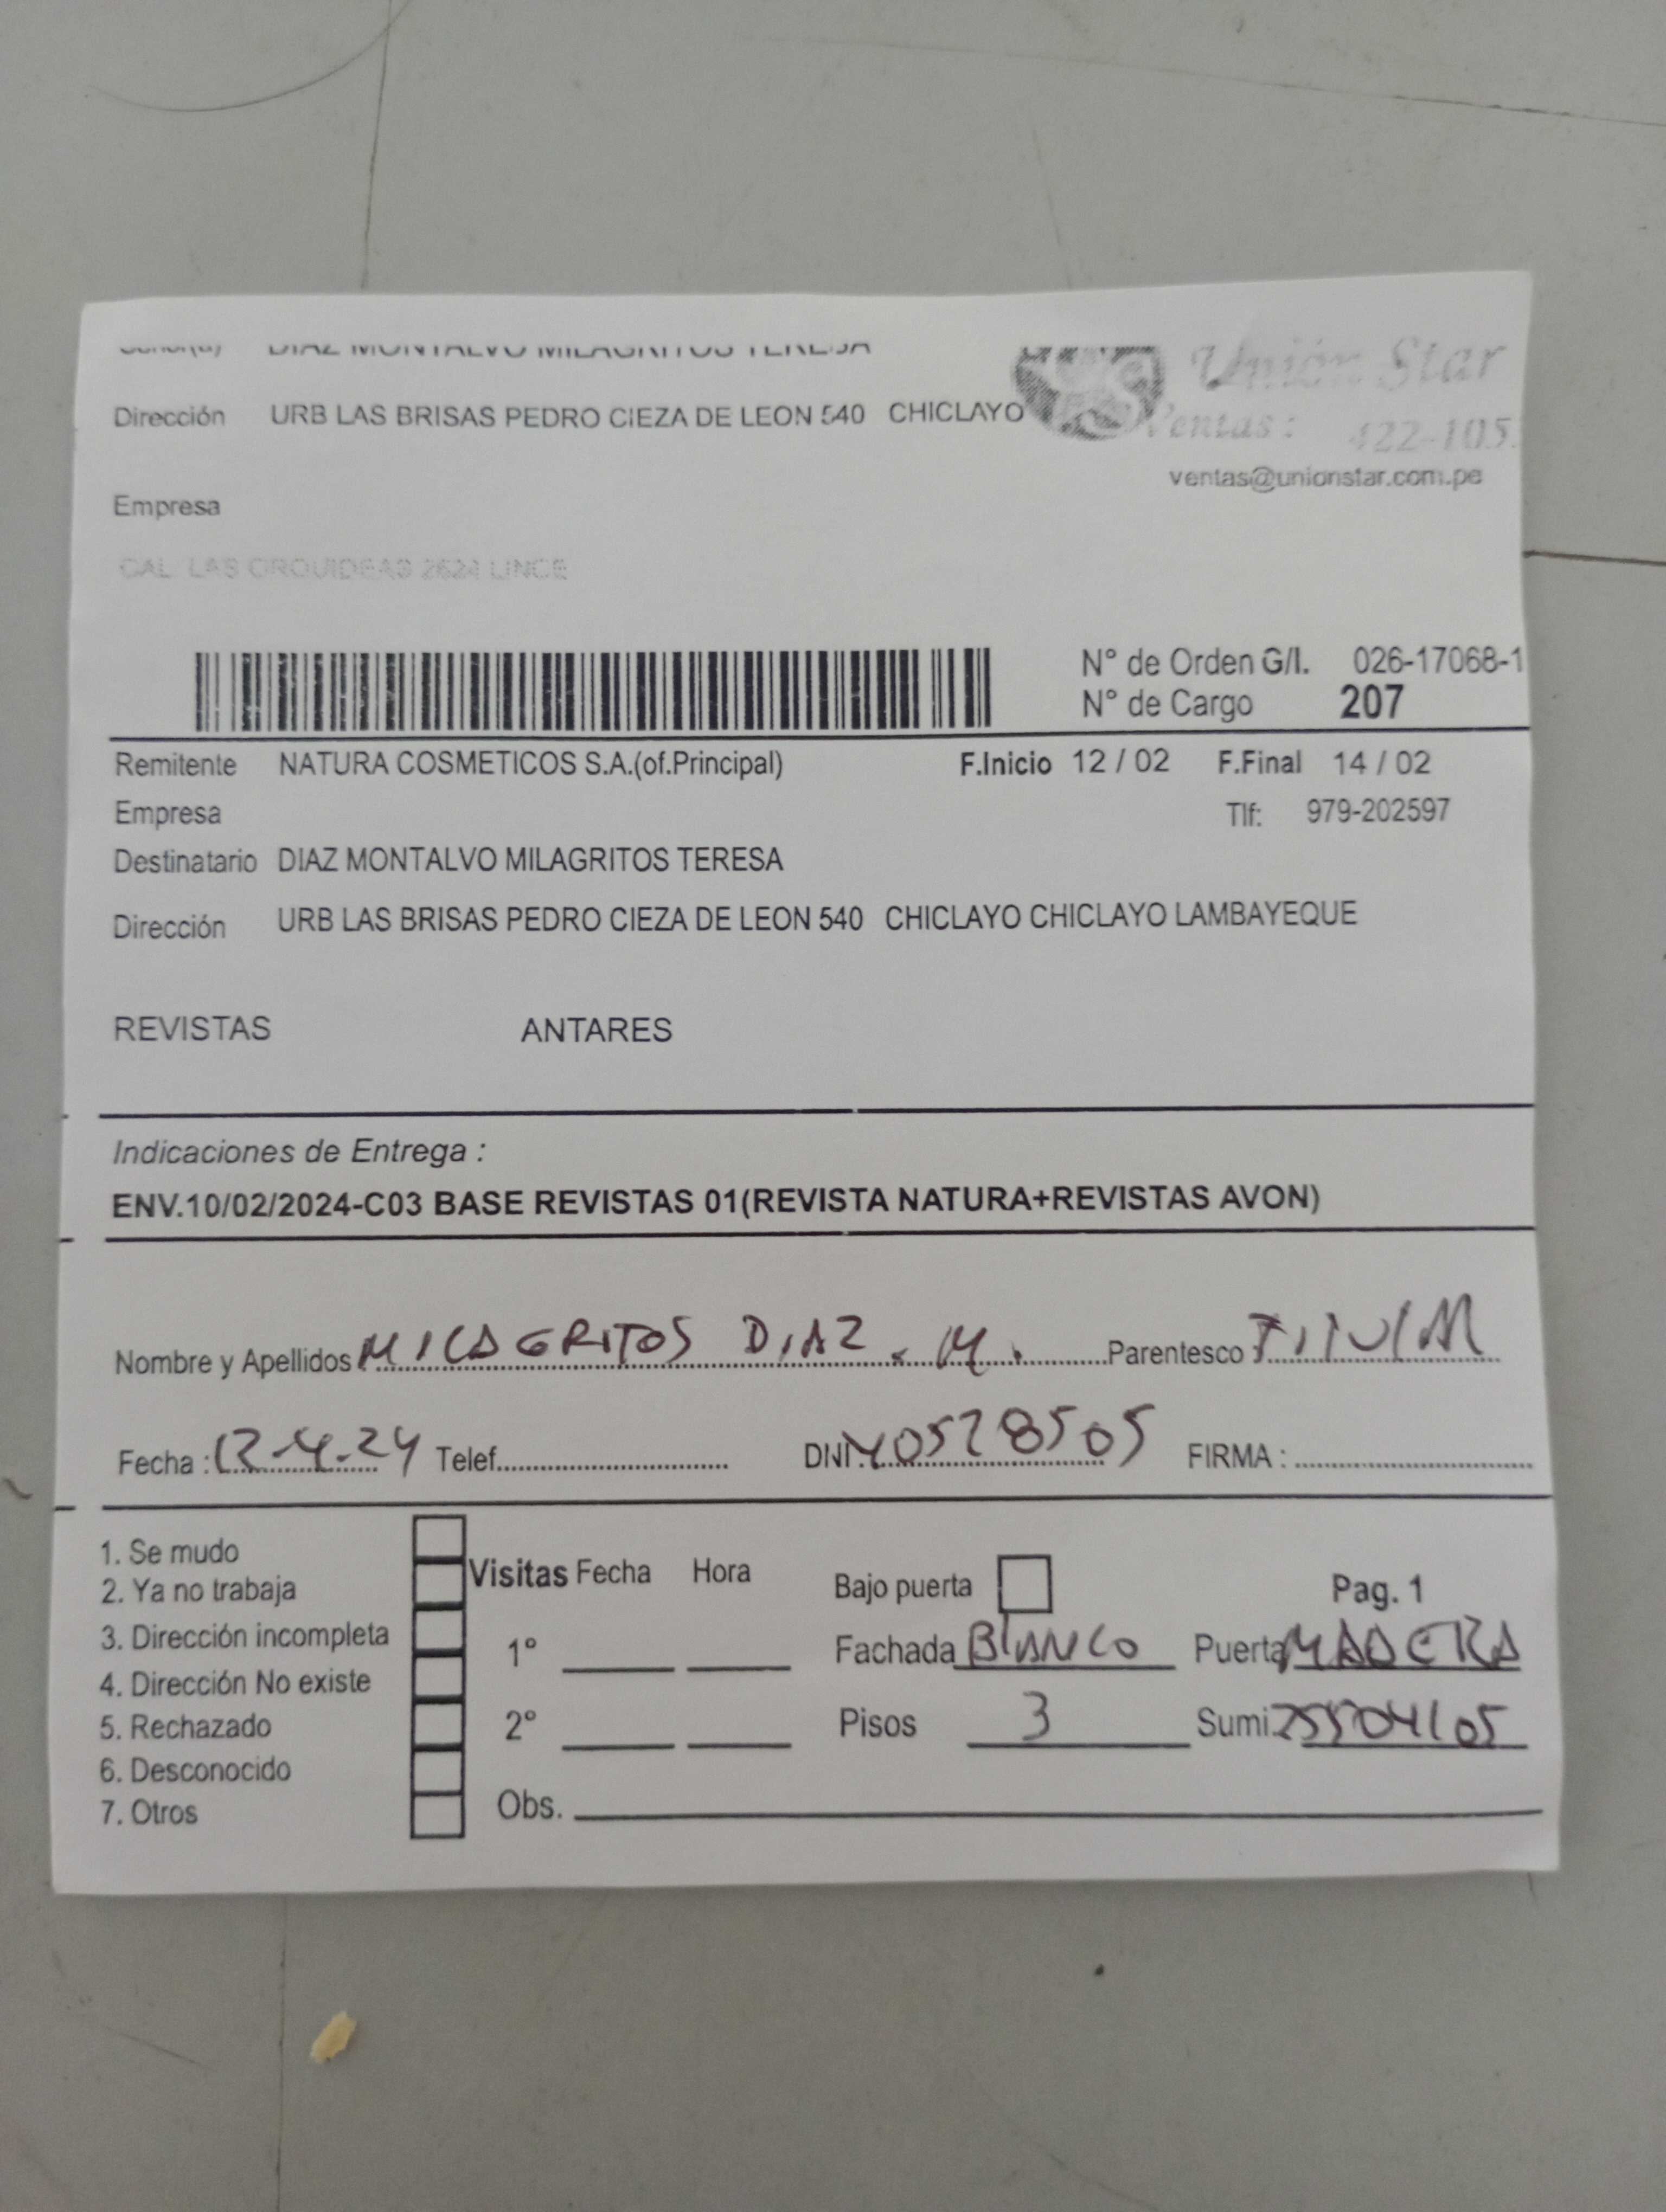 Señor(a) DIAZ MONTALVO MILAGRITOS TERESA
Unión Star
Dirección URB LAS BRISAS PEDRO CIEZA DE LEON 540 CHICLAYO
Ventas: 422-105
ventas@unionstar.com.pe
Empresa
CAL LAS ORQUIDEAS 2624 LINCE
N° de Orden G/I. 026-17068-1
N° de Cargo 207
Remitente NATURA COSMETICOS S.A.(of.Principal) F.Inicio 12 / 02 F.Final 14 / 02
Empresa Tlf: 979-202597
Destinatario DIAZ MONTALVO MILAGRITOS TERESA
Dirección URB LAS BRISAS PEDRO CIEZA DE LEON 540 CHICLAYO CHICLAYO LAMBAYEQUE
REVISTAS ANTARES
Indicaciones de Entrega :
ENV.10/02/2024-C03 BASE REVISTAS 01(REVISTA NATURA+REVISTAS AVON)
Nombre y Apellidos MILAGRITOS DIAZ. M. Parentesco TITULAR
Fecha : 12-4-24 Telef. DNI: 40528505 FIRMA :
1. Se mudo
2. Ya no trabaja
3. Dirección incompleta
4. Dirección No existe
5. Rechazado
6. Desconocido
7. Otros
Visitas Fecha Hora
1°
2°
Obs.
Bajo puerta Pag. 1
Fachada BLANCO Puerta MADERA
Pisos 3 Sumi. 25504105